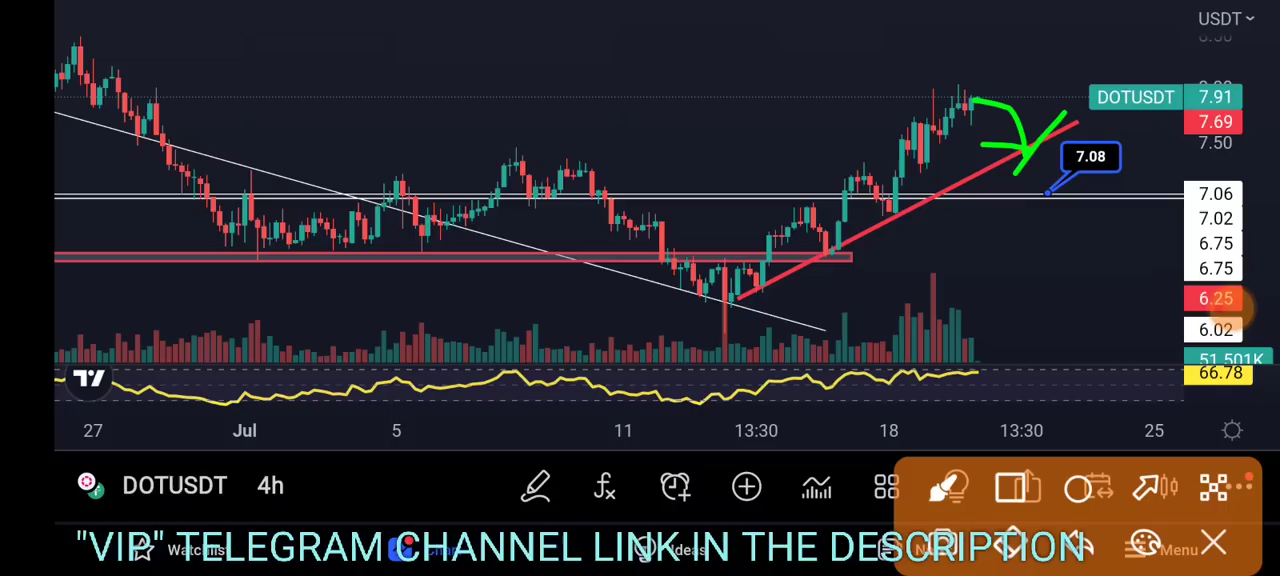 USDT
DOTUSDT 7.91
7.69
7.50
7.08
7.06
7.02
6.75
6.75
6.25
6.02
51.501K
66.78
27 Jul 5 11 13:30 18 13:30 25
DOTUSDT 4h
"VIP" TELEGRAM CHANNEL LINK IN THE DESCRIPTION
Menu